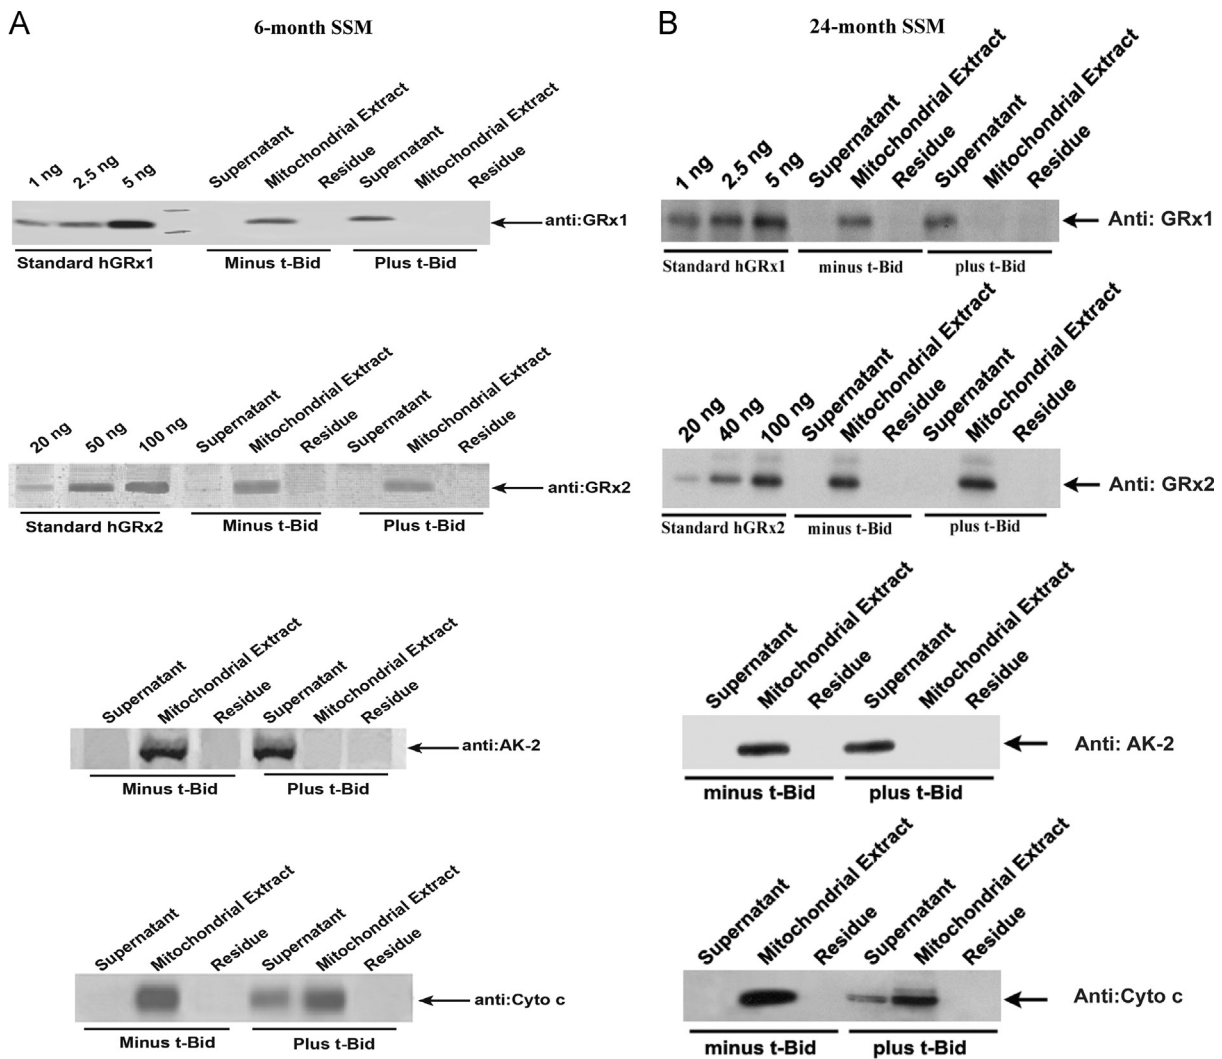 A
6-month SSM
1 ng
2.5 ng
5 ng
Supernatant
Mitochondrial Extract
Residue
Supernatant
Mitochondrial Extract
Residue
anti:GRx1
Standard hGRx1
Minus t-Bid
Plus t-Bid
20 ng
50 ng
100 ng
Supernatant
Mitochondrial Extract
Residue
Supernatant
Mitochondrial Extract
Residue
anti:GRx2
Standard hGRx2
Minus t-Bid
Plus t-Bid
Supernatant
Mitochondrial Extract
Residue
Supernatant
Mitochondrial Extract
Residue
anti:AK-2
Minus t-Bid
Plus t-Bid
Supernatant
Mitochondrial Extract
Residue
Supernatant
Mitochondrial Extract
Residue
anti:Cyto c
Minus t-Bid
Plus t-Bid
B
24-month SSM
1 ng
2.5 ng
5 ng
Supernatant
Mitochondrial Extract
Residue
Supernatant
Mitochondrial Extract
Residue
Anti: GRx1
Standard hGRx1
minus t-Bid
plus t-Bid
20 ng
40 ng
100 ng
Supernatant
Mitochondrial Extract
Residue
Supernatant
Mitochondrial Extract
Residue
Anti: GRx2
Standard hGRx2
minus t-Bid
plus t-Bid
Supernatant
Mitochondrial Extract
Residue
Supernatant
Mitochondrial Extract
Residue
Anti: AK-2
minus t-Bid
plus t-Bid
Supernatant
Mitochondrial Extract
Residue
Supernatant
Mitochondrial Extract
Residue
Anti:Cyto c
minus t-Bid
plus t-Bid